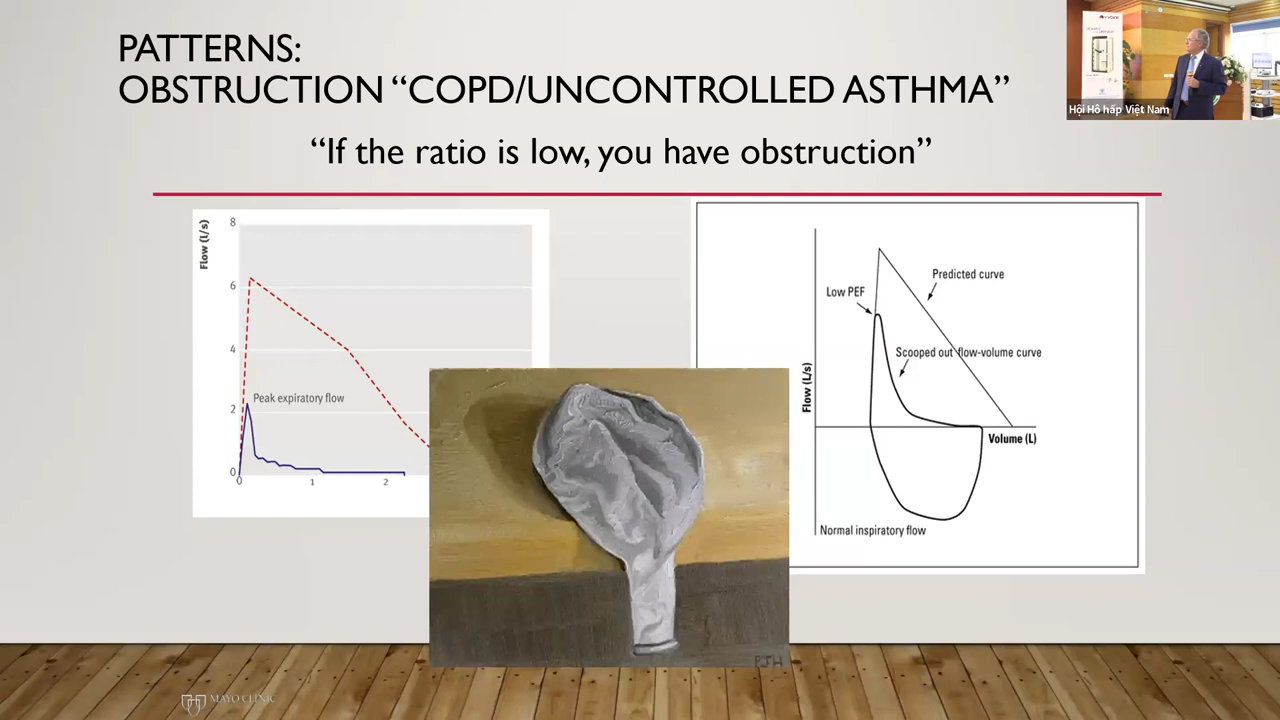 PATTERNS:
OBSTRUCTION “COPD/UNCONTROLLED ASTHMA”
“If the ratio is low, you have obstruction”
Hội Hô hấp Việt Nam
Flow (l/s)
8
6
4
2
0
Peak expiratory flow
0 1 2
Flow (L/s)
Low PEF
Predicted curve
Scooped out flow-volume curve
Volume (L)
Normal inspiratory flow
PJH
MAYO CLINIC